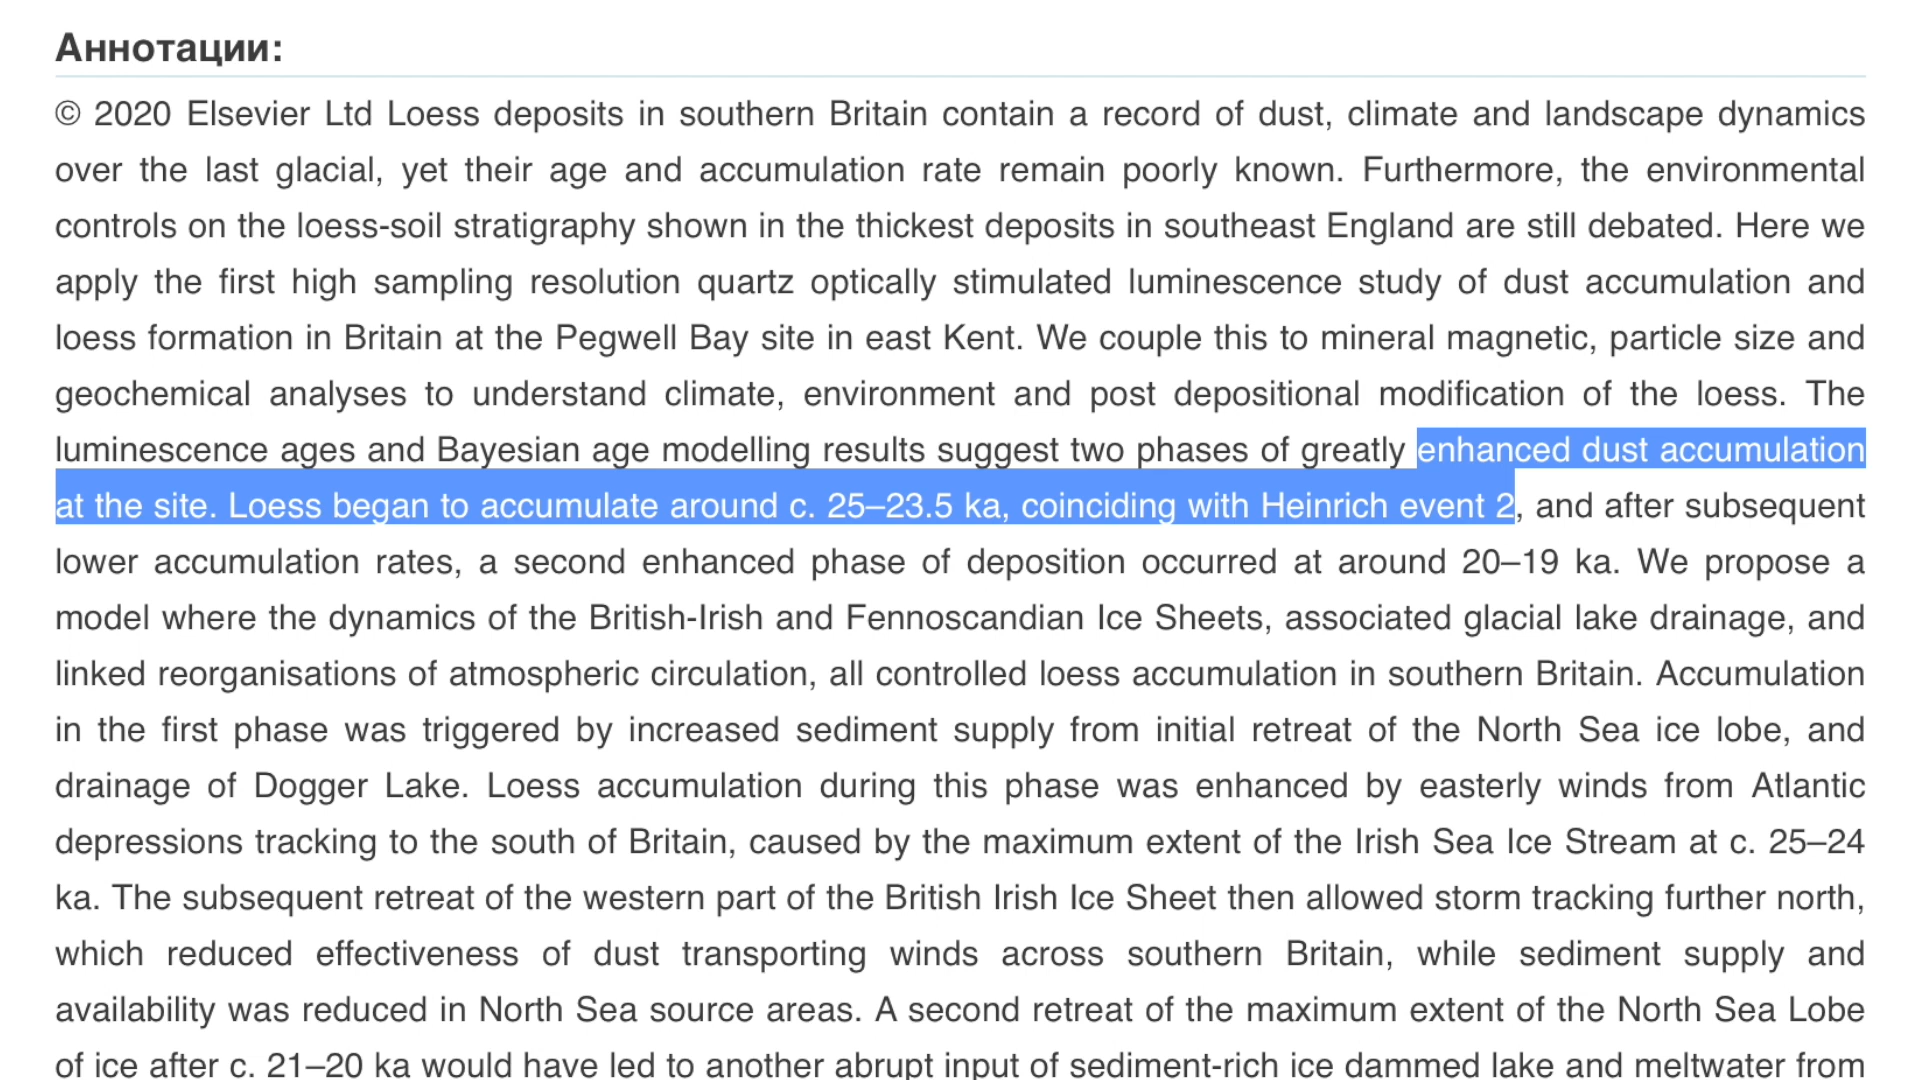 Аннотации:
© 2020 Elsevier Ltd Loess deposits in southern Britain contain a record of dust, climate and landscape dynamics
over the last glacial, yet their age and accumulation rate remain poorly known. Furthermore, the environmental
controls on the loess-soil stratigraphy shown in the thickest deposits in southeast England are still debated. Here we
apply the first high sampling resolution quartz optically stimulated luminescence study of dust accumulation and
loess formation in Britain at the Pegwell Bay site in east Kent. We couple this to mineral magnetic, particle size and
geochemical analyses to understand climate, environment and post depositional modification of the loess. The
luminescence ages and Bayesian age modelling results suggest two phases of greatly enhanced dust accumulation
at the site. Loess began to accumulate around c. 25–23.5 ka, coinciding with Heinrich event 2, and after subsequent
lower accumulation rates, a second enhanced phase of deposition occurred at around 20–19 ka. We propose a
model where the dynamics of the British-Irish and Fennoscandian Ice Sheets, associated glacial lake drainage, and
linked reorganisations of atmospheric circulation, all controlled loess accumulation in southern Britain. Accumulation
in the first phase was triggered by increased sediment supply from initial retreat of the North Sea ice lobe, and
drainage of Dogger Lake. Loess accumulation during this phase was enhanced by easterly winds from Atlantic
depressions tracking to the south of Britain, caused by the maximum extent of the Irish Sea Ice Stream at c. 25–24
ka. The subsequent retreat of the western part of the British Irish Ice Sheet then allowed storm tracking further north,
which reduced effectiveness of dust transporting winds across southern Britain, while sediment supply and
availability was reduced in North Sea source areas. A second retreat of the maximum extent of the North Sea Lobe
of ice after c. 21–20 ka would have led to another abrupt input of sediment-rich ice dammed lake and meltwater from